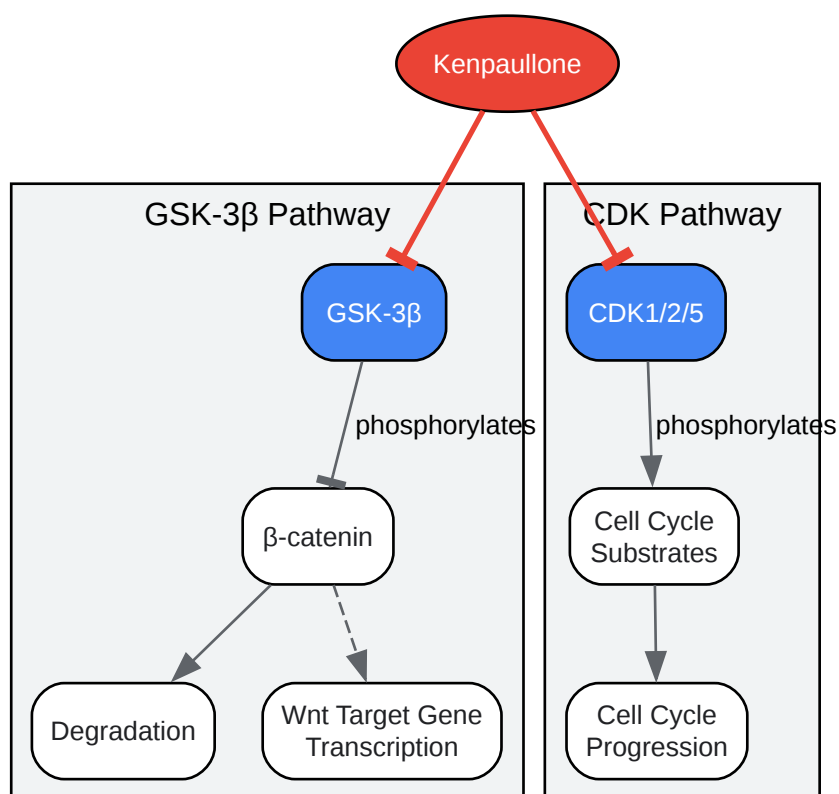 Kenpaullone
GSK-3β Pathway
CDK Pathway
GSK-3β
CDK1/2/5
phosphorylates
phosphorylates
β-catenin
Cell Cycle
Substrates
Degradation
Wnt Target Gene
Transcription
Cell Cycle
Progression